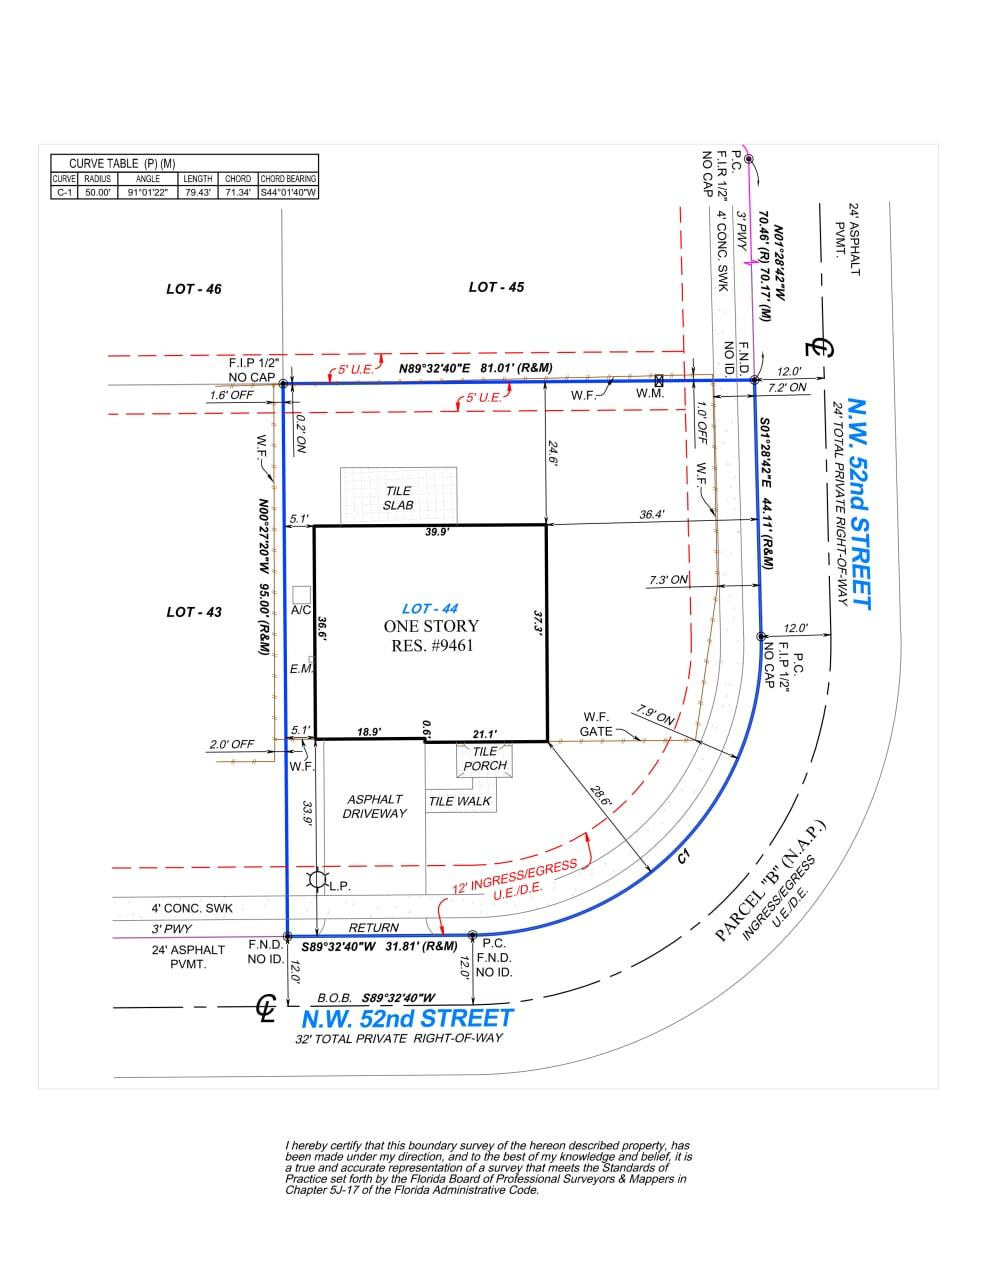 CURVE TABLE (P) (M)
CURVE RADIUS ANGLE LENGTH CHORD CHORD BEARING
C-1 50.00' 91°01'22" 79.43' 71.34' S44°01'40"W
P.C.
F.I.R 1/2"
NO CAP
4' CONC. SWK
3' PWY
N01°28'42"W
70.46' (R) 70.17' (M)
24' ASPHALT
PVMT.
LOT - 46
LOT - 45
F.I.P 1/2"
NO CAP
5' U.E.
N89°32'40"E 81.01' (R&M)
5' U.E.
W.F.
W.M.
F.N.D.
NO ID.
12.0'
7.2' ON
℄
1.6' OFF
0.2' ON
W.F.
1.0' OFF
W.F.
24.6'
S01°28'42"E 44.11' (R&M)
N.W. 52nd STREET
24' TOTAL PRIVATE RIGHT-OF-WAY
TILE
SLAB
5.1'
39.9'
36.4'
N00°27'20"W 95.00' (R&M)
7.3' ON
A/C
LOT - 43
LOT - 44
ONE STORY
RES. #9461
36.6'
37.3'
12.0'
P.C.
F.I.P 1/2"
NO CAP
E.M.
7.9' ON
W.F.
GATE
5.1'
18.9'
0.6'
21.1'
2.0' OFF
W.F.
TILE
PORCH
33.9'
ASPHALT
DRIVEWAY
TILE WALK
28.6'
C1
PARCEL "B" (N.A.P.)
INGRESS/EGRESS
U.E./D.E.
L.P.
12' INGRESS/EGRESS
U.E./D.E.
4' CONC. SWK
3' PWY
RETURN
24' ASPHALT
PVMT.
F.N.D.
NO ID.
S89°32'40"W 31.81' (R&M)
P.C.
F.N.D.
NO ID.
12.0'
12.0'
℄
B.O.B. S89°32'40"W
N.W. 52nd STREET
32' TOTAL PRIVATE RIGHT-OF-WAY
I hereby certify that this boundary survey of the hereon described property, has
been made under my direction, and to the best of my knowledge and belief, it is
a true and accurate representation of a survey that meets the Standards of
Practice set forth by the Florida Board of Professional Surveyors & Mappers in
Chapter 5J-17 of the Florida Administrative Code.